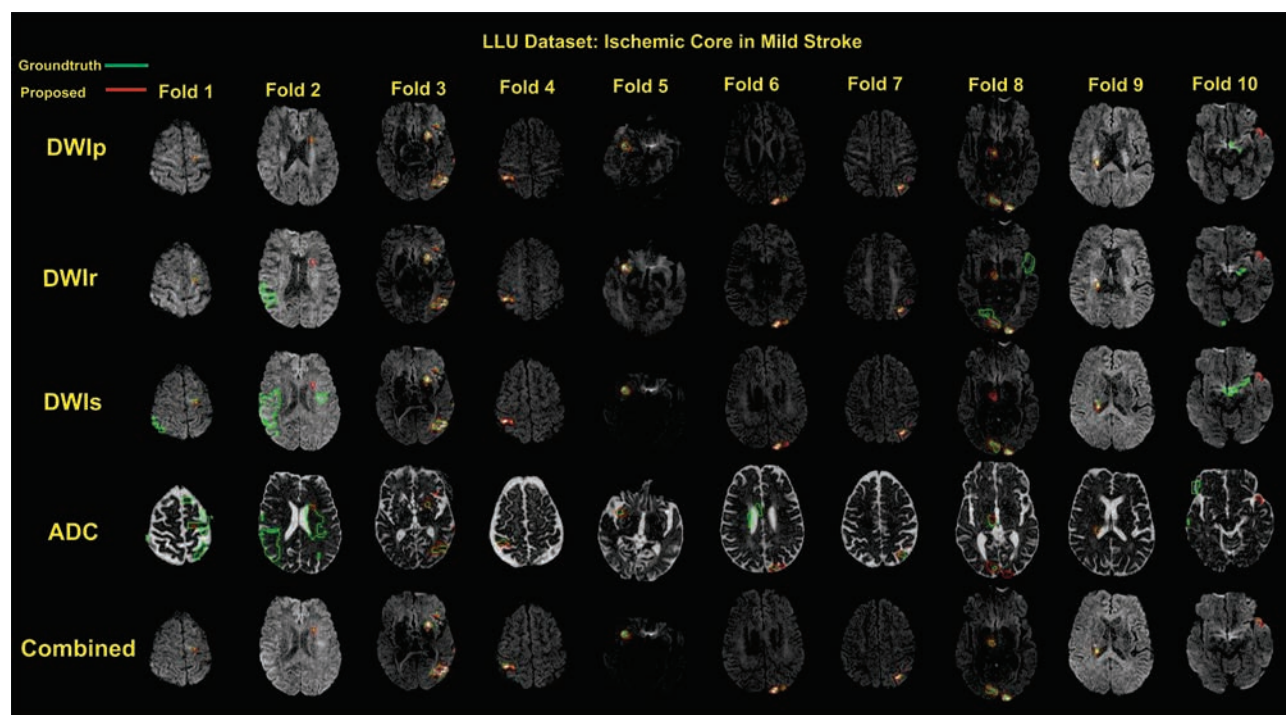 LLU Dataset: Ischemic Core in Mild Stroke
Groundtruth
Proposed
Fold 1 Fold 2 Fold 3 Fold 4 Fold 5 Fold 6 Fold 7 Fold 8 Fold 9 Fold 10
DWIp
DWIr
DWIs
ADC
Combined